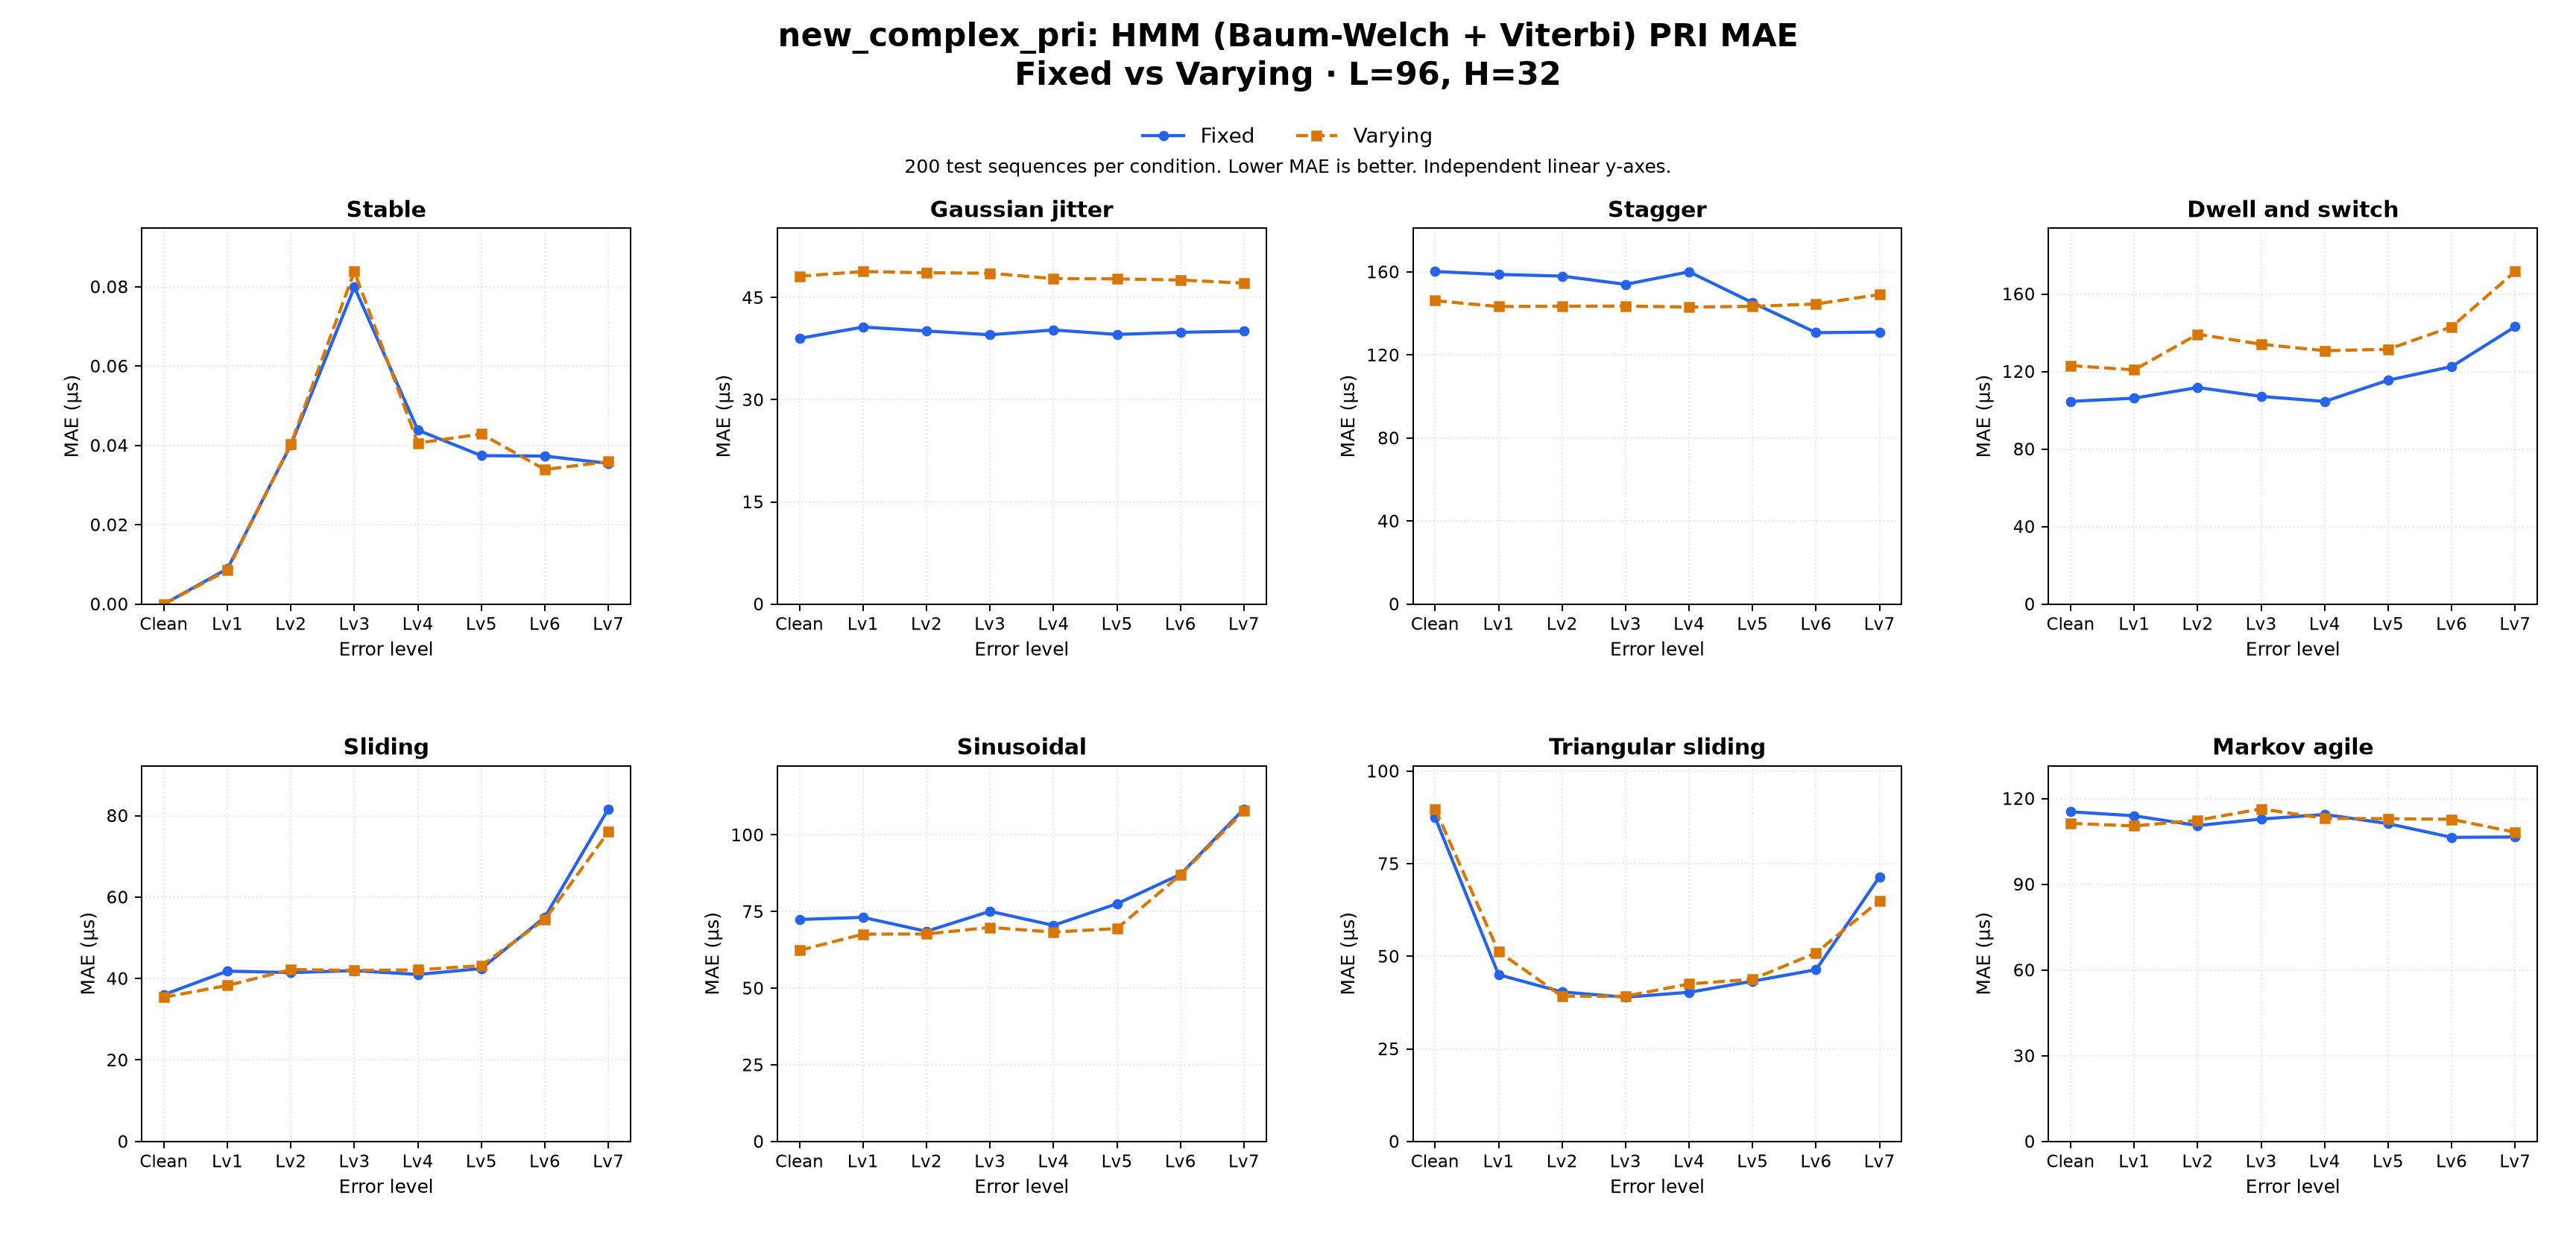 new_complex_pri: HMM (Baum-Welch + Viterbi) PRI MAE
Fixed vs Varying · L=96, H=32
Fixed Varying
200 test sequences per condition. Lower MAE is better. Independent linear y-axes.
Stable
MAE (µs)
0.08
0.06
0.04
0.02
0.00
Clean Lv1 Lv2 Lv3 Lv4 Lv5 Lv6 Lv7
Error level
Gaussian jitter
MAE (µs)
45
30
15
0
Clean Lv1 Lv2 Lv3 Lv4 Lv5 Lv6 Lv7
Error level
Stagger
MAE (µs)
160
120
80
40
0
Clean Lv1 Lv2 Lv3 Lv4 Lv5 Lv6 Lv7
Error level
Dwell and switch
MAE (µs)
160
120
80
40
0
Clean Lv1 Lv2 Lv3 Lv4 Lv5 Lv6 Lv7
Error level
Sliding
MAE (µs)
80
60
40
20
0
Clean Lv1 Lv2 Lv3 Lv4 Lv5 Lv6 Lv7
Error level
Sinusoidal
MAE (µs)
100
75
50
25
0
Clean Lv1 Lv2 Lv3 Lv4 Lv5 Lv6 Lv7
Error level
Triangular sliding
MAE (µs)
100
75
50
25
0
Clean Lv1 Lv2 Lv3 Lv4 Lv5 Lv6 Lv7
Error level
Markov agile
MAE (µs)
120
90
60
30
0
Clean Lv1 Lv2 Lv3 Lv4 Lv5 Lv6 Lv7
Error level